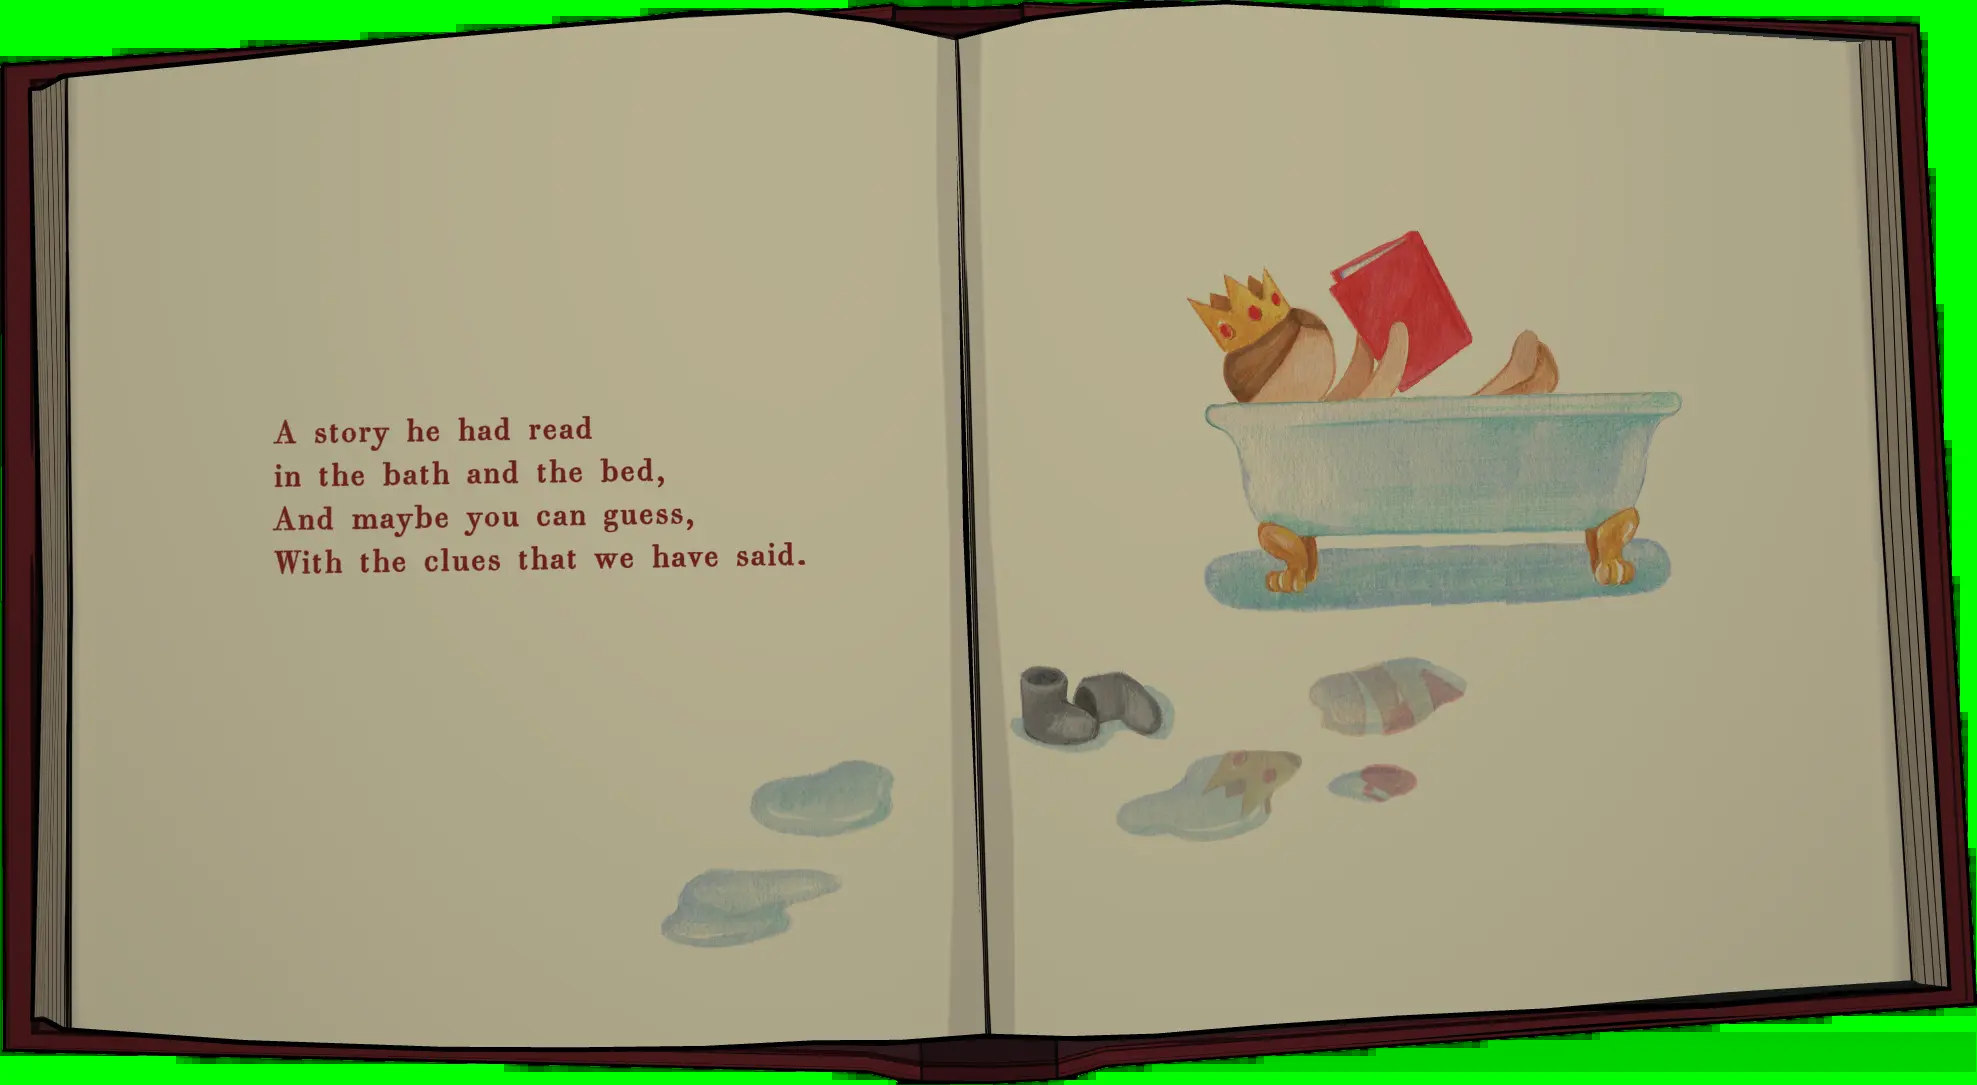 A story he had read
in the bath and the bed,
And maybe you can guess,
With the clues that we have said.